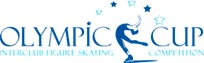 OLYMPIC CUP
INTERCLUB FIGURE SKATING COMPETITION